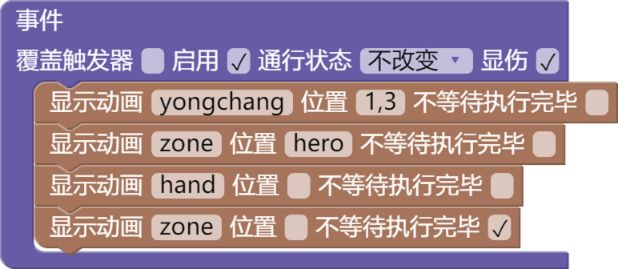 事件
覆盖触发器 启用 ✓ 通行状态 不改变 显伤 ✓
显示动画 yongchang 位置 1,3 不等待执行完毕
显示动画 zone 位置 hero 不等待执行完毕
显示动画 hand 位置 不等待执行完毕
显示动画 zone 位置 不等待执行完毕 ✓